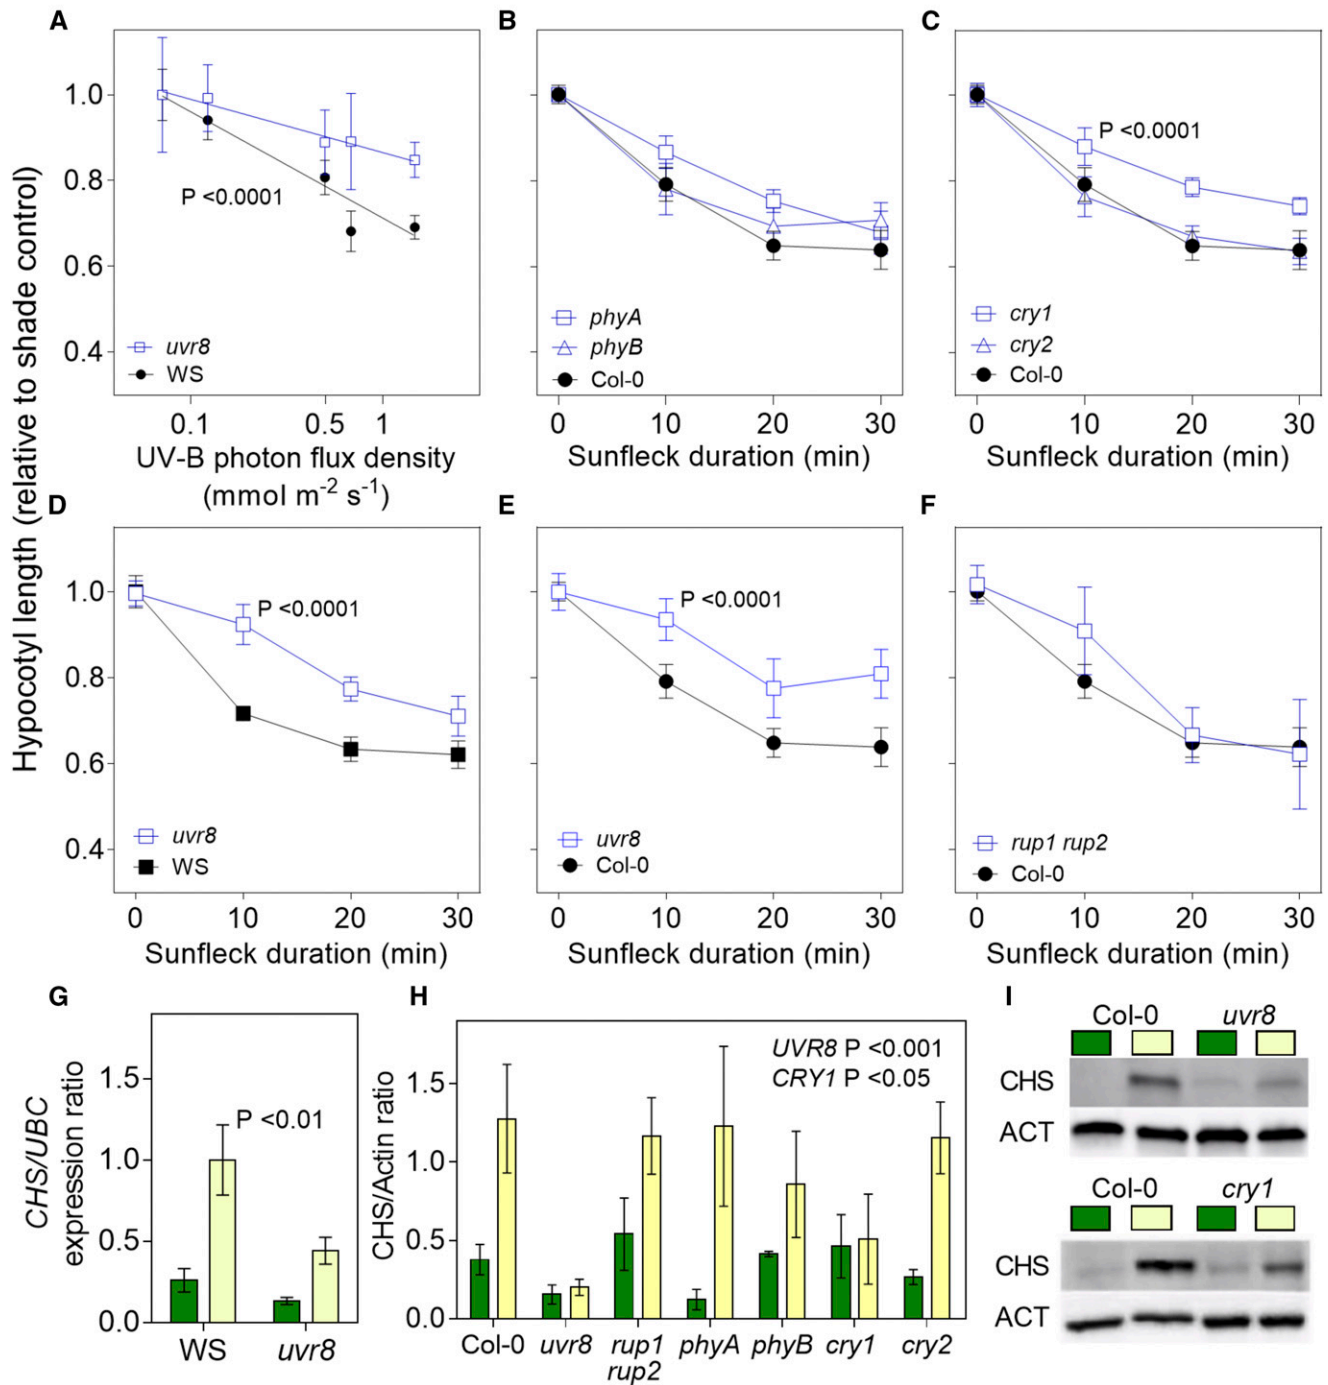 Hypocotyl length (relative to shade control)
A
1.0
0.8
0.6
0.4
P <0.0001
uvr8
WS
0.1 0.5 1
UV-B photon flux density
(mmol m⁻² s⁻¹)
B
phyA
phyB
Col-0
0 10 20 30
Sunfleck duration (min)
C
P <0.0001
cry1
cry2
Col-0
0 10 20 30
Sunfleck duration (min)
D
1.0
0.8
0.6
0.4
P <0.0001
uvr8
WS
0 10 20 30
Sunfleck duration (min)
E
P <0.0001
uvr8
Col-0
0 10 20 30
Sunfleck duration (min)
F
rup1 rup2
Col-0
0 10 20 30
Sunfleck duration (min)
G
CHS/UBC
expression ratio
1.5
1.0
0.5
0.0
P <0.01
WS uvr8
H
CHS/Actin ratio
1.5
1.0
0.5
0.0
UVR8 P <0.001
CRY1 P <0.05
Col-0 uvr8 rup1 phyA phyB cry1 cry2
rup2
I
Col-0 uvr8
CHS
ACT
Col-0 cry1
CHS
ACT